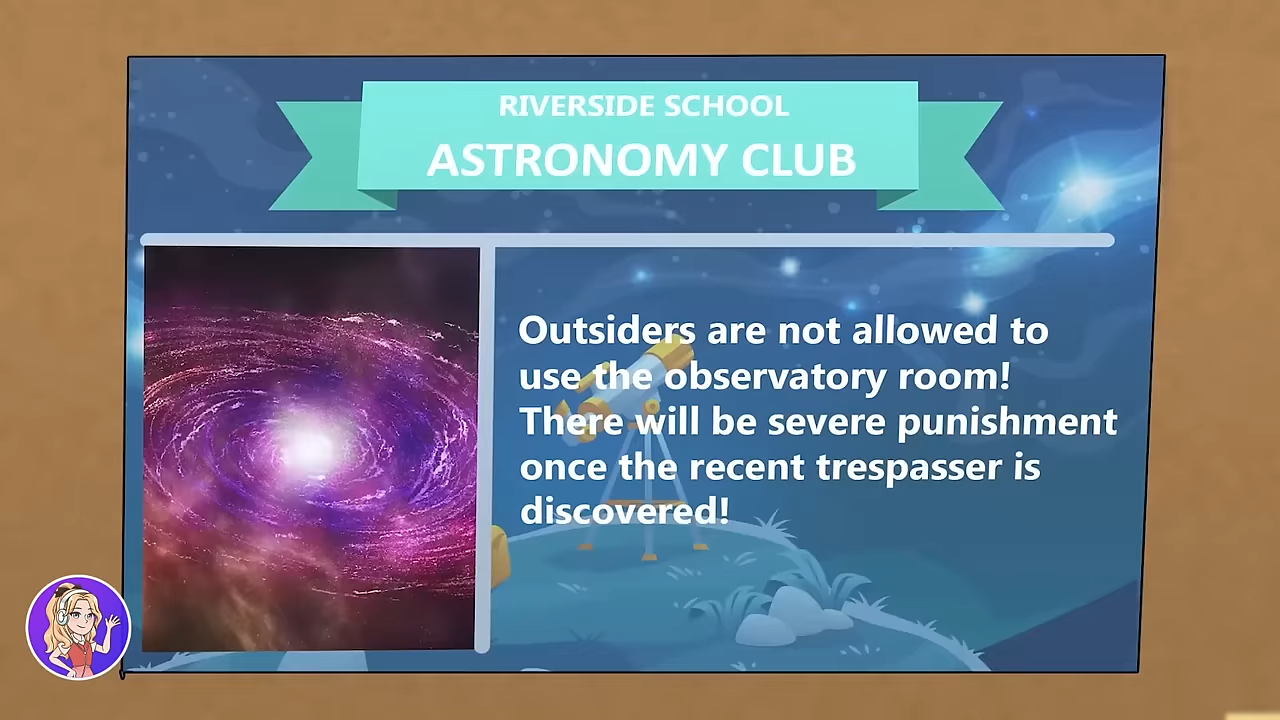 RIVERSIDE SCHOOL
ASTRONOMY CLUB
Outsiders are not allowed to
use the observatory room!
There will be severe punishment
once the recent trespasser is
discovered!